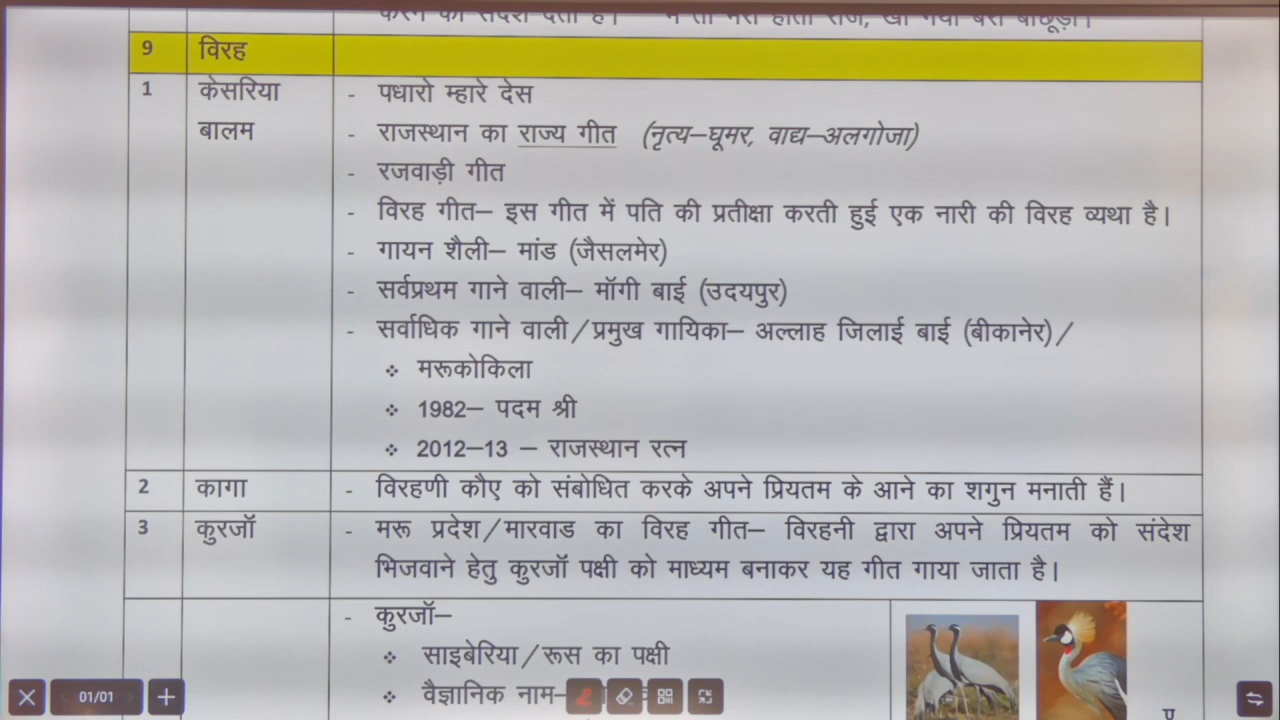 9 विरह
1 केसरिया बालम
- पधारो म्हारे देस
- राजस्थान का राज्य गीत (नृत्य–घूमर, वाद्य–अलगोजा)
- रजवाड़ी गीत
- विरह गीत– इस गीत में पति की प्रतीक्षा करती हुई एक नारी की विरह व्यथा है।
- गायन शैली– मांड (जैसलमेर)
- सर्वप्रथम गाने वाली– मॉगी बाई (उदयपुर)
- सर्वाधिक गाने वाली/प्रमुख गायिका– अल्लाह जिलाई बाई (बीकानेर)/
❖ मरूकोकिला
❖ 1982– पदम श्री
❖ 2012–13 – राजस्थान रत्न
2 कागा - विरहणी कौए को संबोधित करके अपने प्रियतम के आने का शगुन मनाती हैं।
3 कुरजॉ - मरू प्रदेश/मारवाड का विरह गीत– विरहनी द्वारा अपने प्रियतम को संदेश
भिजवाने हेतु कुरजॉ पक्षी को माध्यम बनाकर यह गीत गाया जाता है।
- कुरजॉ–
❖ साइबेरिया/रूस का पक्षी
❖ वैज्ञानिक नाम–
01/01